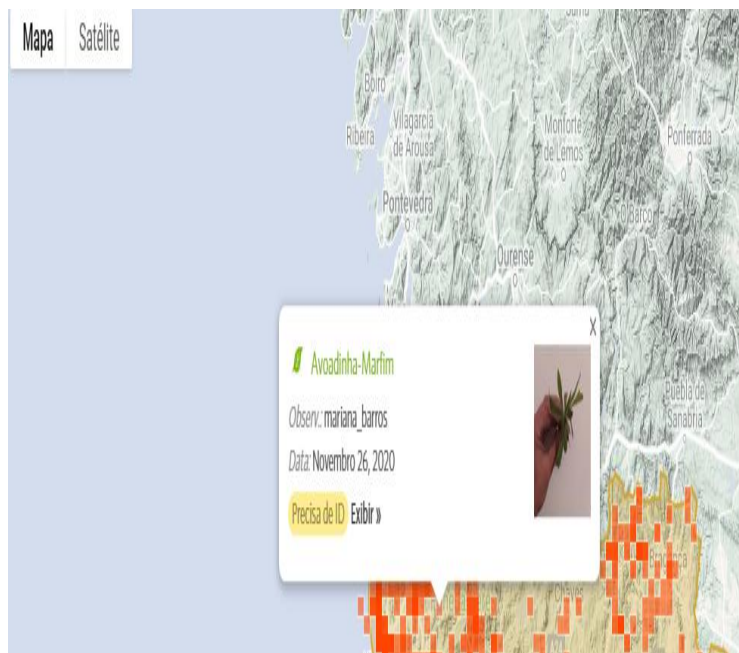 Mapa
Satélite
Boiro
Ribeira
Vilagarcía
de Arousa
Monforte
de Lemos
Ponferrada
Pontevedra
O Barco
Ourense
×
Avoadinha-Marfim
Observ.: mariana_barros
Data: Novembro 26, 2020
Precisa de ID Exibir »
Puebla de
Sanabria
Bragança
Chaves